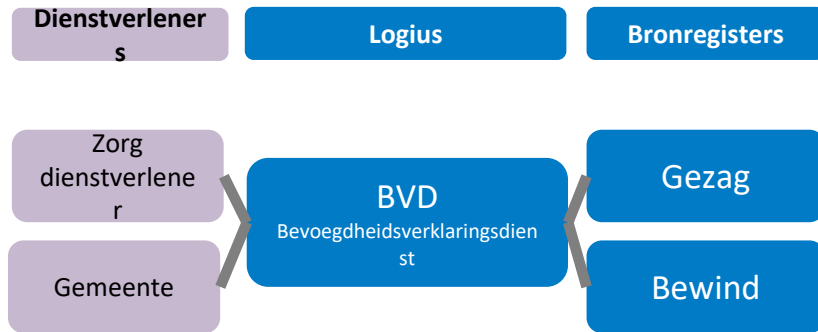 Dienstverlener
s
Logius
Bronregisters
Zorg
dienstverlene
r
Gemeente
BVD
Bevoegdheidsverklaringsdien
st
Gezag
Bewind